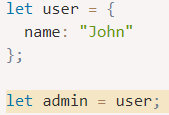 let user = {
  name: "John"
};

let admin = user;